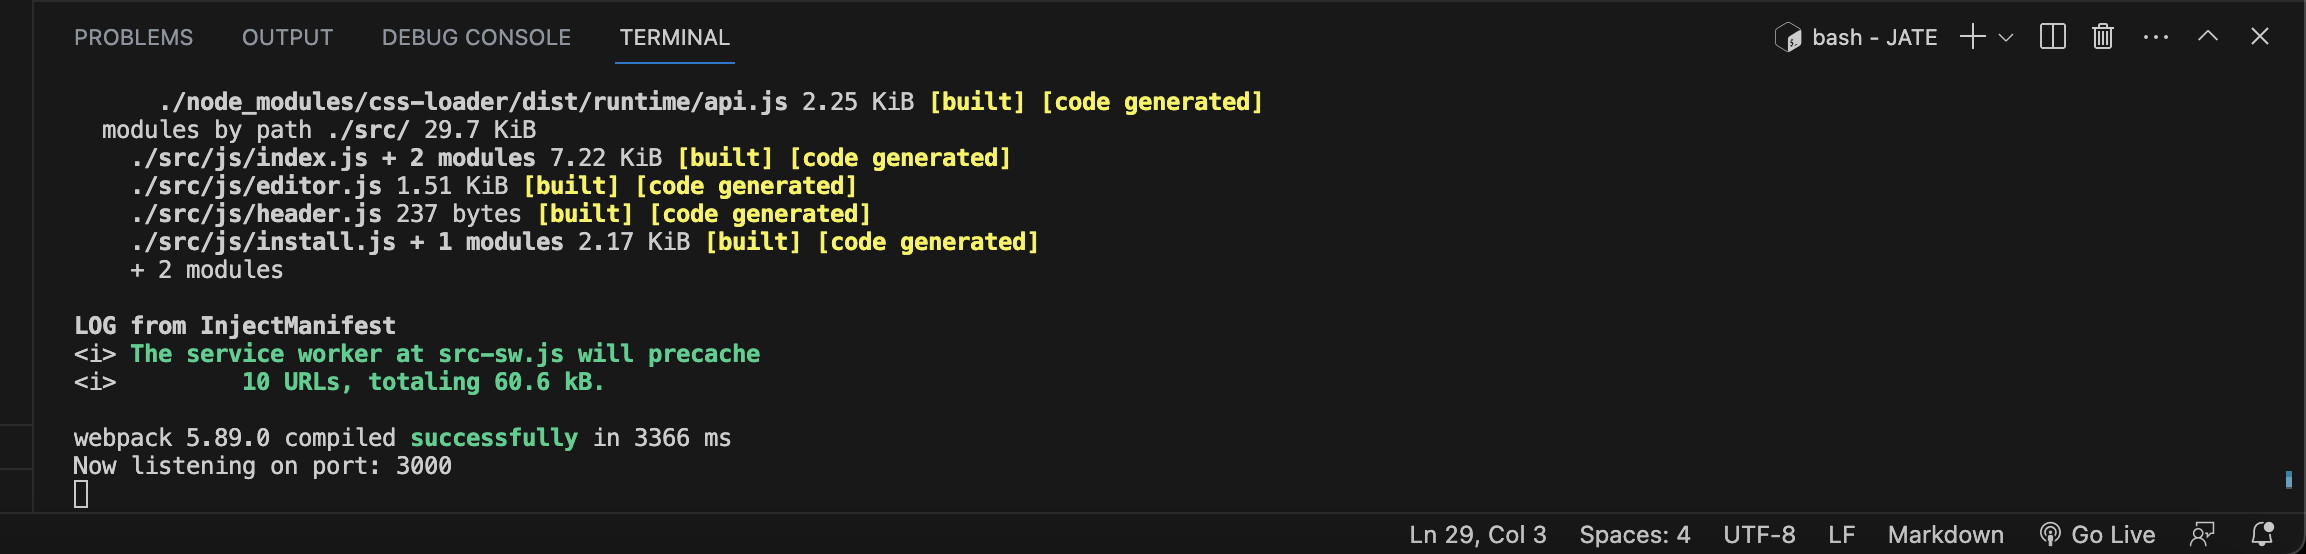 PROBLEMS OUTPUT DEBUG CONSOLE TERMINAL bash - JATE
./node_modules/css-loader/dist/runtime/api.js 2.25 KiB [built] [code generated]
modules by path ./src/ 29.7 KiB
./src/js/index.js + 2 modules 7.22 KiB [built] [code generated]
./src/js/editor.js 1.51 KiB [built] [code generated]
./src/js/header.js 237 bytes [built] [code generated]
./src/js/install.js + 1 modules 2.17 KiB [built] [code generated]
+ 2 modules
LOG from InjectManifest
<i> The service worker at src-sw.js will precache
<i> 10 URLs, totaling 60.6 kB.
webpack 5.89.0 compiled successfully in 3366 ms
Now listening on port: 3000
Ln 29, Col 3 Spaces: 4 UTF-8 LF Markdown Go Live